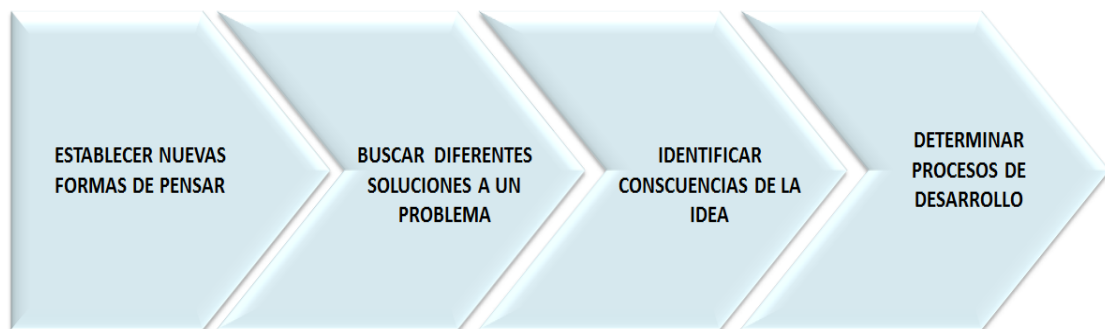 ESTABLECER NUEVAS
FORMAS DE PENSAR
BUSCAR DIFERENTES
SOLUCIONES A UN
PROBLEMA
IDENTIFICAR
CONSCUENCIAS DE LA
IDEA
DETERMINAR
PROCESOS DE
DESARROLLO